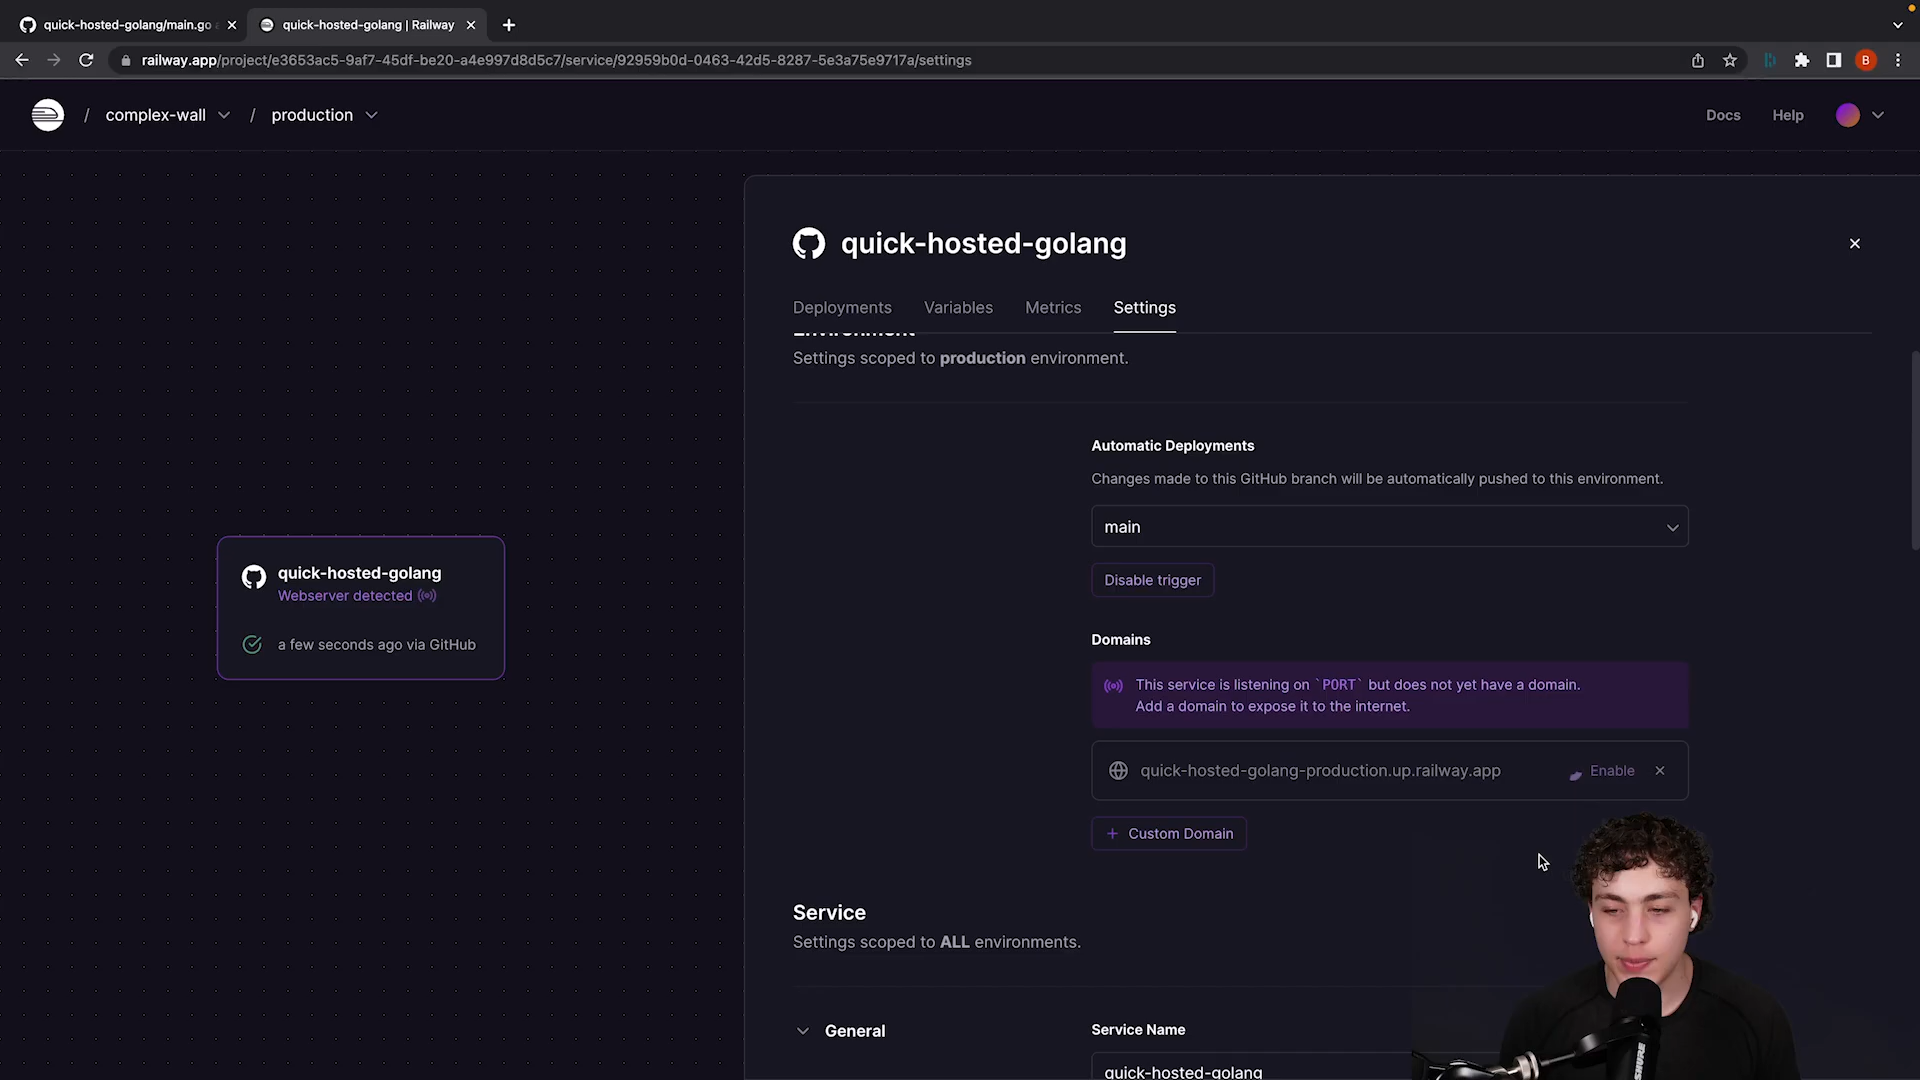 quick-hosted-golang/main.go
quick-hosted-golang | Railway
railway.app/project/e3653ac5-9af7-45df-be20-a4e997d8d5c7/service/92959b0d-0463-42d5-8287-5e3a75e9717a/settings
B
/ complex-wall / production
Docs
Help
quick-hosted-golang
Deployments
Variables
Metrics
Settings
Environment
Settings scoped to production environment.
Automatic Deployments
Changes made to this GitHub branch will be automatically pushed to this environment.
main
Disable trigger
quick-hosted-golang
Webserver detected
a few seconds ago via GitHub
Domains
This service is listening on `PORT` but does not yet have a domain.
Add a domain to expose it to the internet.
quick-hosted-golang-production.up.railway.app
Enable
+ Custom Domain
Service
Settings scoped to ALL environments.
General
Service Name
quick-hosted-golang
SHURE